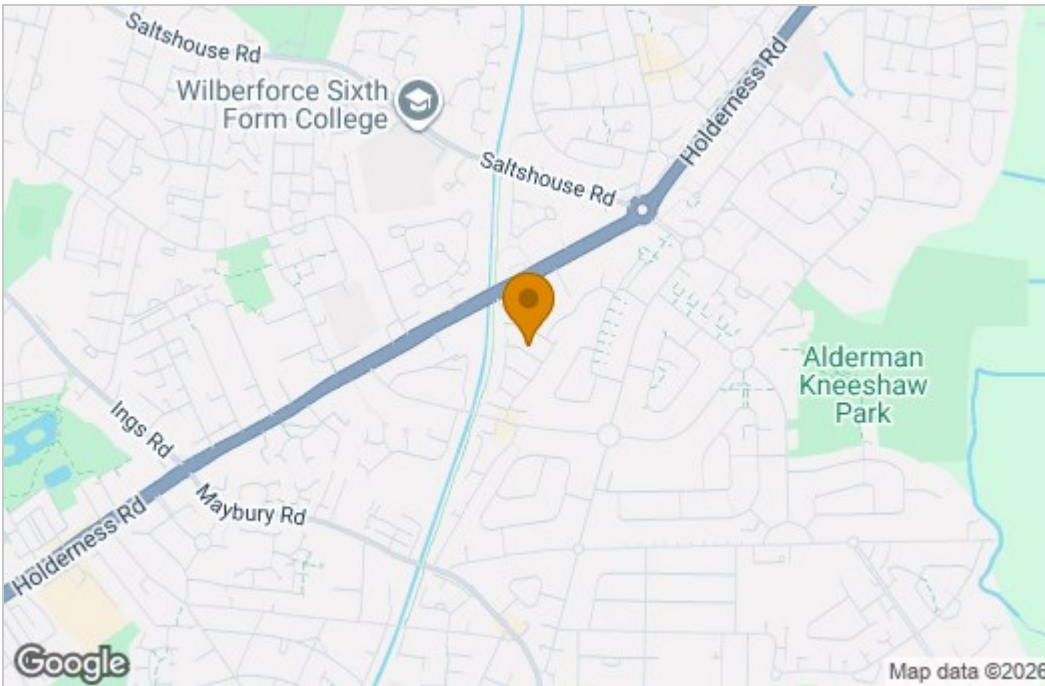 Saltshouse Rd
Wilberforce Sixth
Form College
Holderness Rd
Saltshouse Rd
Alderman
Kneeshaw
Park
Ings Rd
Maybury Rd
Holderness Rd
Google
Map data ©2026